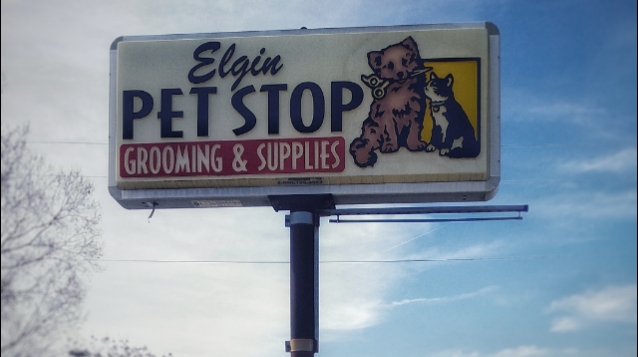 Elgin
PET STOP
GROOMING & SUPPLIES